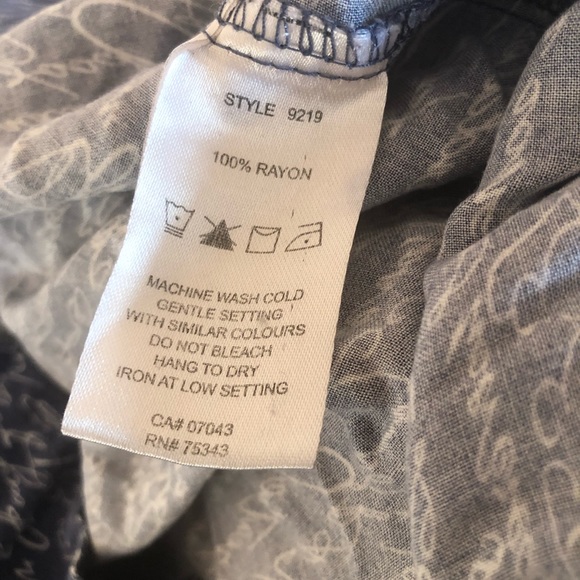 STYLE 9219
100% RAYON
MACHINE WASH COLD
GENTLE SETTING
WITH SIMILAR COLOURS
DO NOT BLEACH
HANG TO DRY
IRON AT LOW SETTING
CA# 07043
RN# 75343